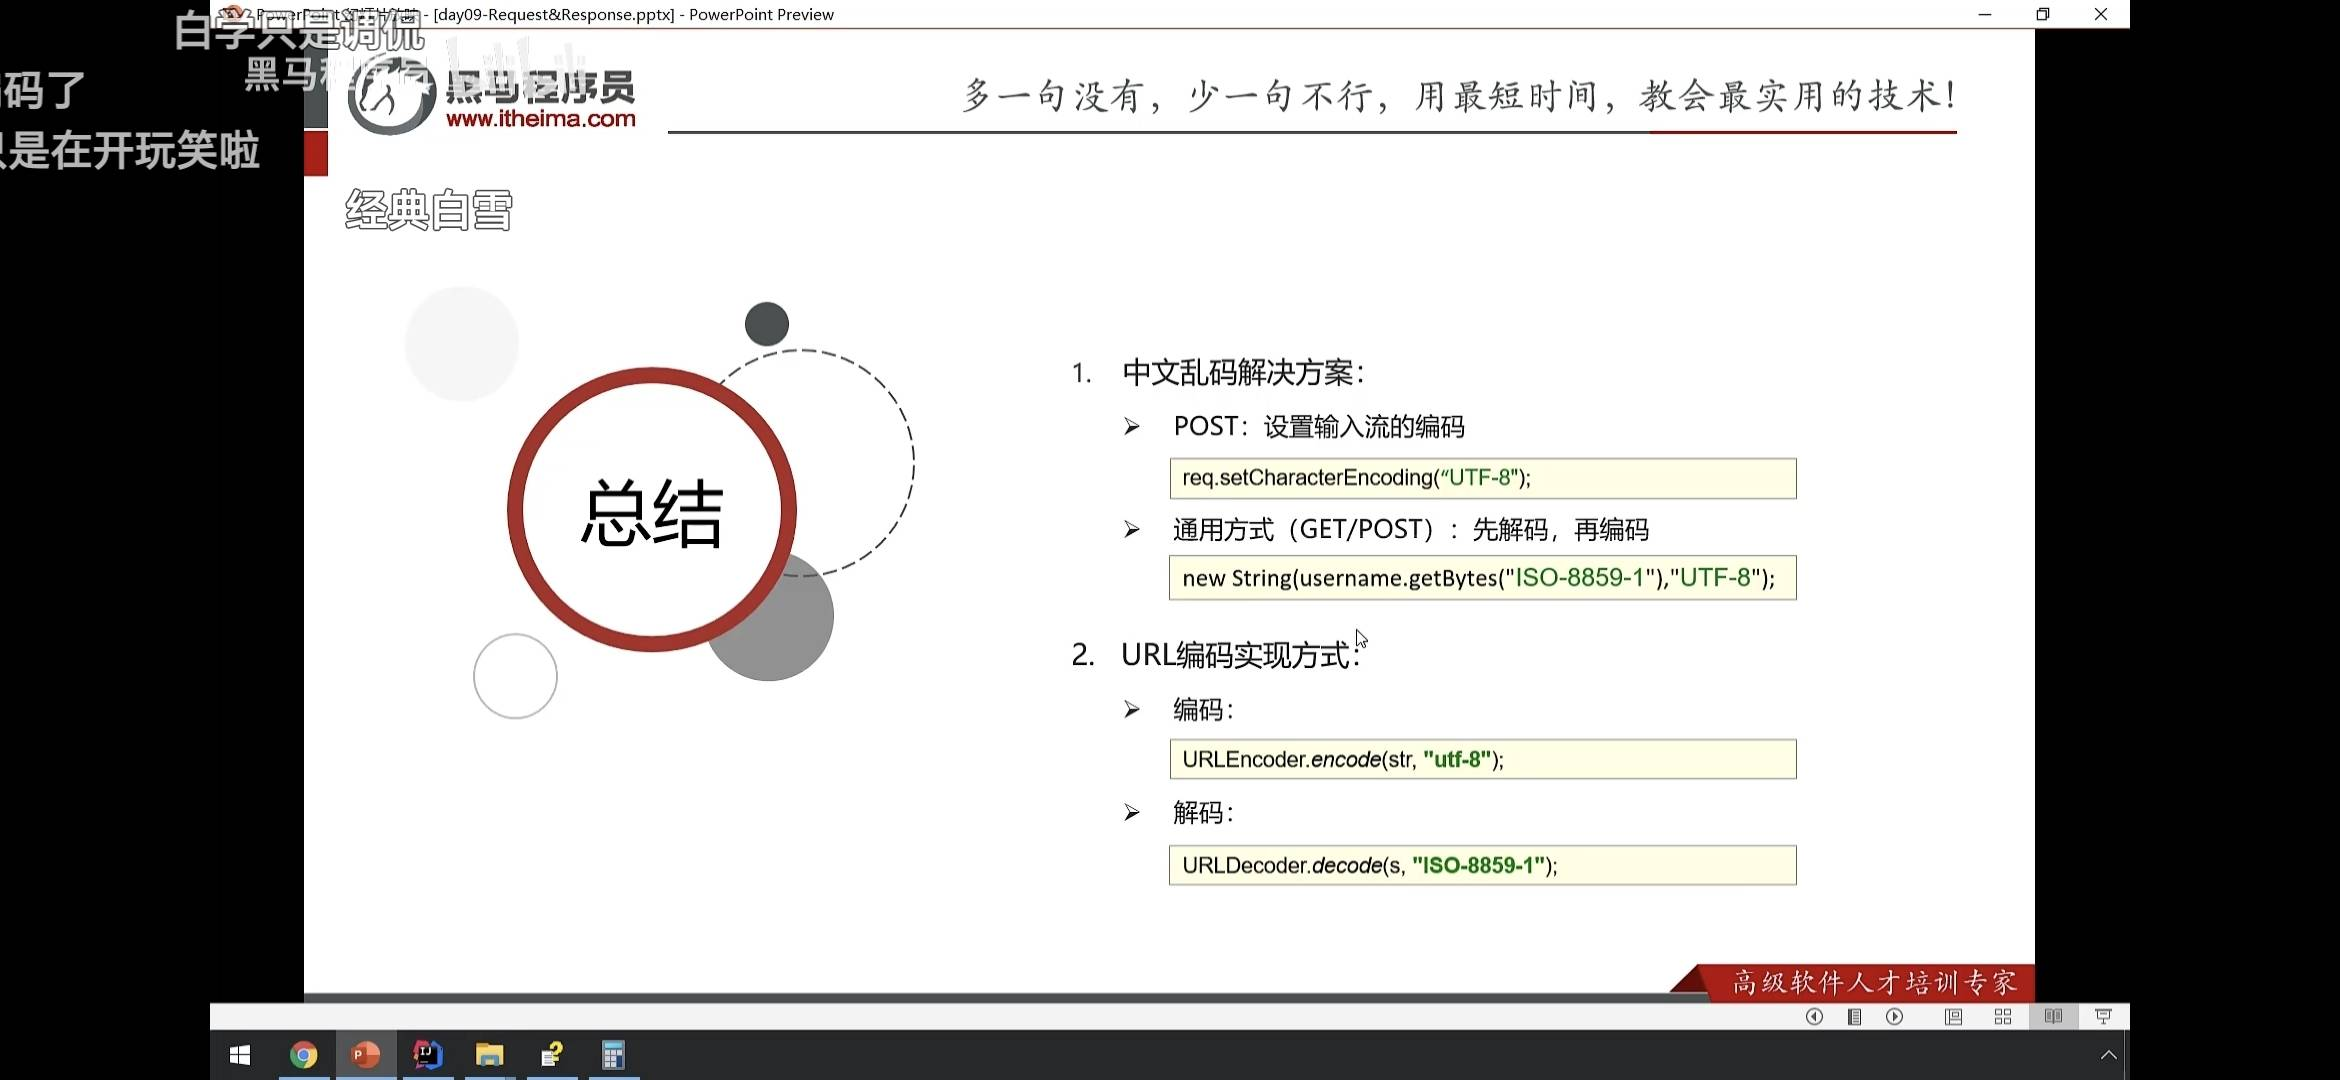 [day09-Request&Response.pptx] - PowerPoint Preview
白学只是调侃
黑马程序员
码了
只是在开玩笑啦
黑马程序员
www.itheima.com
多一句没有，少一句不行，用最短时间，教会最实用的技术！
经典白雪
总结
1. 中文乱码解决方案：
➢ POST：设置输入流的编码
req.setCharacterEncoding(“UTF-8");
➢ 通用方式（GET/POST）：先解码，再编码
new String(username.getBytes("ISO-8859-1"),"UTF-8");
2. URL编码实现方式：
➢ 编码：
URLEncoder.encode(str, "utf-8");
➢ 解码：
URLDecoder.decode(s, "ISO-8859-1");
高级软件人才培训专家